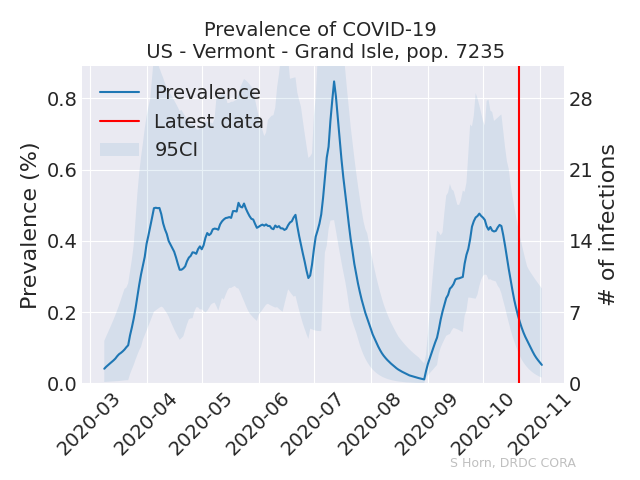 Prevalence of COVID-19
US - Vermont - Grand Isle, pop. 7235
Prevalence
Latest data
95CI
Prevalence (%)
0.8
0.6
0.4
0.2
0.0
# of infections
28
21
14
7
0
2020-03
2020-04
2020-05
2020-06
2020-07
2020-08
2020-09
2020-10
2020-11
S Horn, DRDC CORA